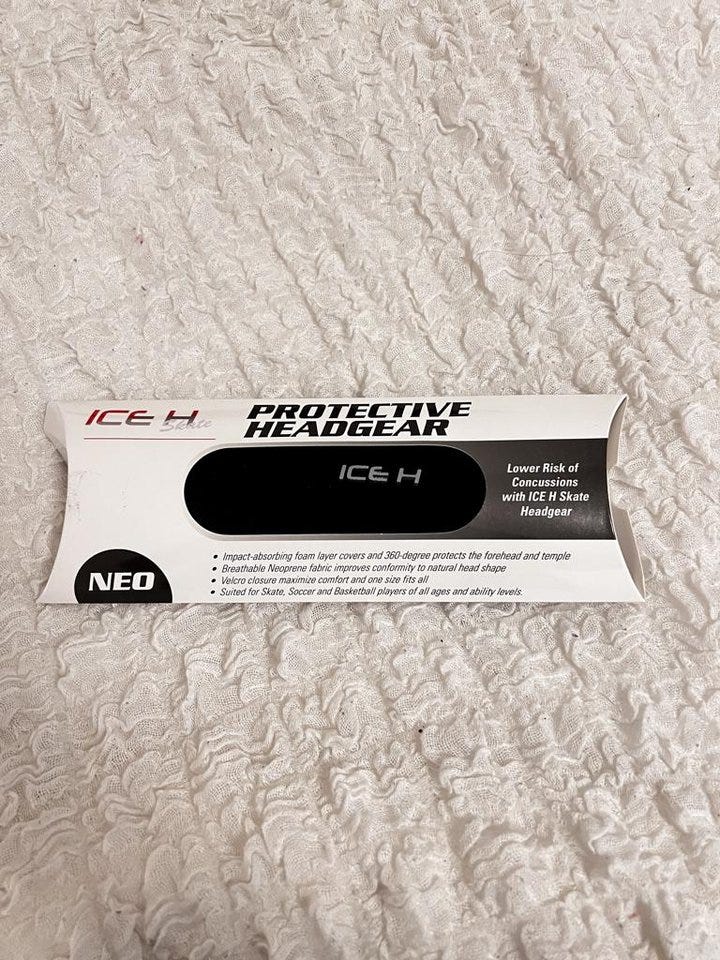 ICE H
Skate
PROTECTIVE
HEADGEAR
ICE H
Lower Risk of
Concussions
with ICE H Skate
Headgear
NEO
• Impact-absorbing foam layer covers and 360-degree protects the forehead and temple
• Breathable Neoprene fabric improves conformity to natural head shape
• Velcro closure maximize comfort and one size fits all
• Suited for Skate, Soccer and Basketball players of all ages and ability levels.